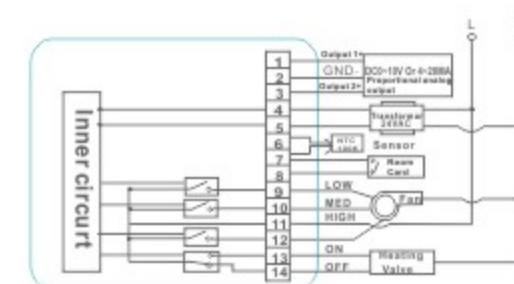 L
Inner circurt
1
2
3
4
5
6
7
8
9
10
11
12
13
14
Output 1+
GND-
Output 2+
DC0~10V Or 4~20MA
Proportional analog
output
Transformar
24VAC
NTC
Sensor
Room
Card
LOW
MED
HIGH
Fan
ON
OFF
Heating
Valve